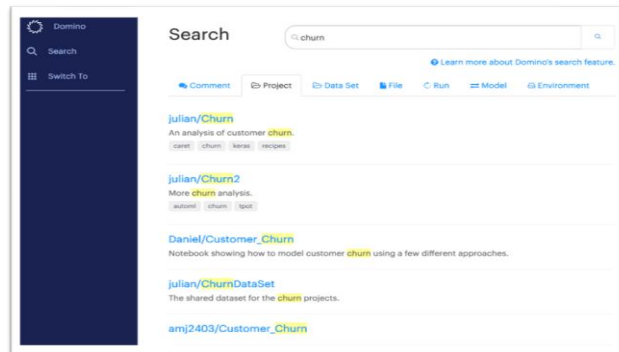 Domino
Search
Switch To
Search
churn
Learn more about Domino's search feature.
Comment Project Data Set File Run Model Environment
julian/Churn
An analysis of customer churn.
caret churn keras recipes
julian/Churn2
More churn analysis.
automl churn tpot
Daniel/Customer_Churn
Notebook showing how to model customer churn using a few different approaches.
julian/ChurnDataSet
The shared dataset for the churn projects.
amj2403/Customer_Churn